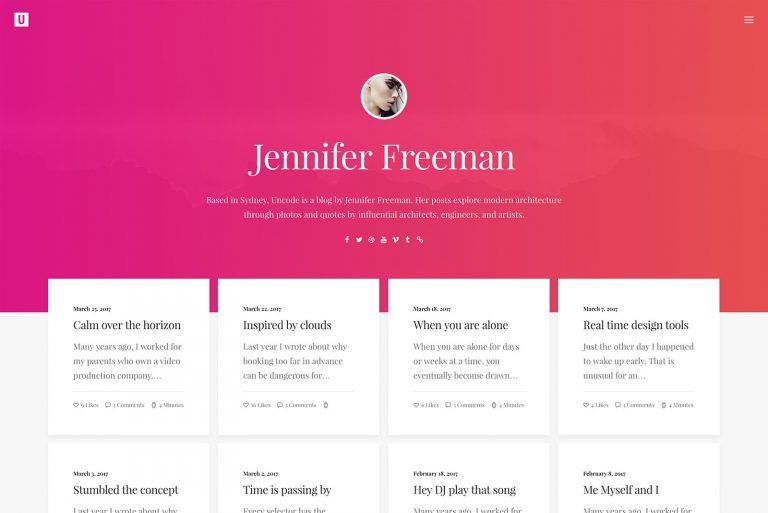 U
Jennifer Freeman
Based in Sydney, Uncode is a blog by Jennifer Freeman. Her posts explore modern architecture
through photos and quotes by influential architects, engineers, and artists.
March 25, 2017
Calm over the horizon
Many years ago, I worked for
my parents who own a video
production company.…
9 Likes 3 Comments 4 Minutes
March 22, 2017
Inspired by clouds
Last year I wrote about why
booking too far in advance
can be dangerous for…
16 Likes 3 Comments
March 18, 2017
When you are alone
When you are alone for days
or weeks at a time, you
eventually become drawn…
6 Likes 3 Comments 4 Minutes
March 7, 2017
Real time design tools
Just the other day I happened
to wake up early. That is
unusual for an…
4 Likes 3 Comments 4 Minutes
March 3, 2017
Stumbled the concept
Last year I wrote about why
March 2, 2017
Time is passing by
Every selector has the
February 18, 2017
Hey DJ play that song
Many years ago, I worked for
February 8, 2017
Me Myself and I
Many years ago, I worked for